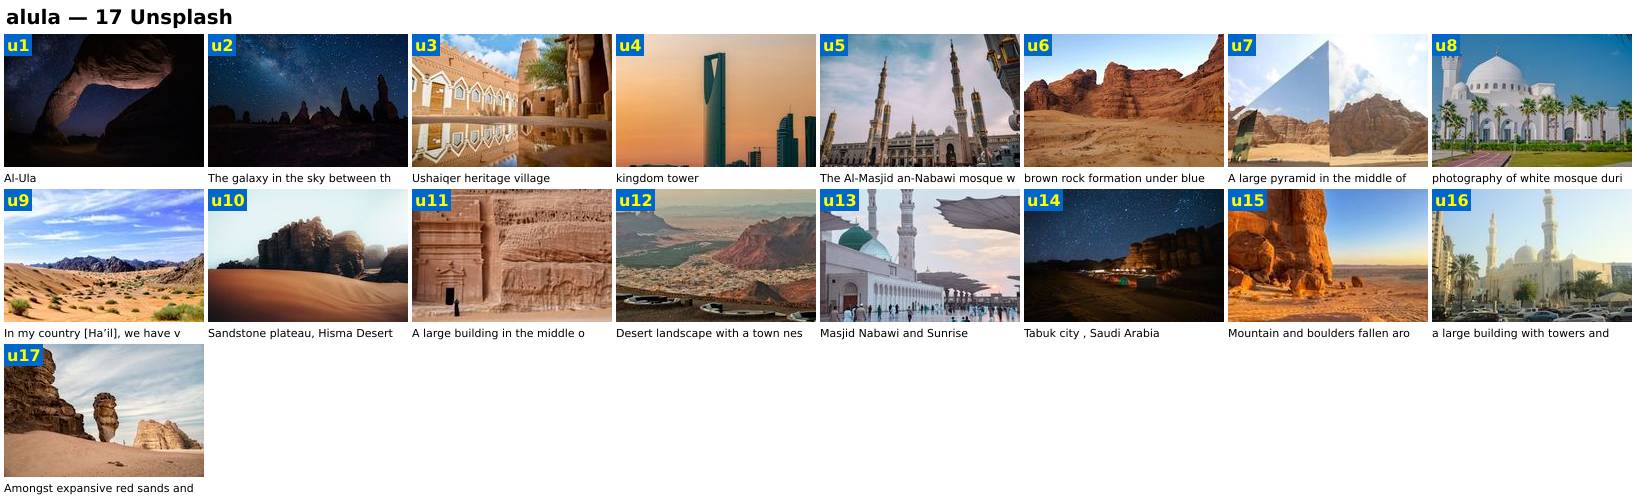 alula — 17 Unsplash
u1
u2
u3
u4
u5
u6
u7
u8
Al-Ula
The galaxy in the sky between th
Ushaiqer heritage village
kingdom tower
The Al-Masjid an-Nabawi mosque w
brown rock formation under blue
A large pyramid in the middle of
photography of white mosque duri
u9
u10
u11
u12
u13
u14
u15
u16
In my country [Ha’il], we have v
Sandstone plateau, Hisma Desert
A large building in the middle o
Desert landscape with a town nes
Masjid Nabawi and Sunrise
Tabuk city , Saudi Arabia
Mountain and boulders fallen aro
a large building with towers and
u17
Amongst expansive red sands and